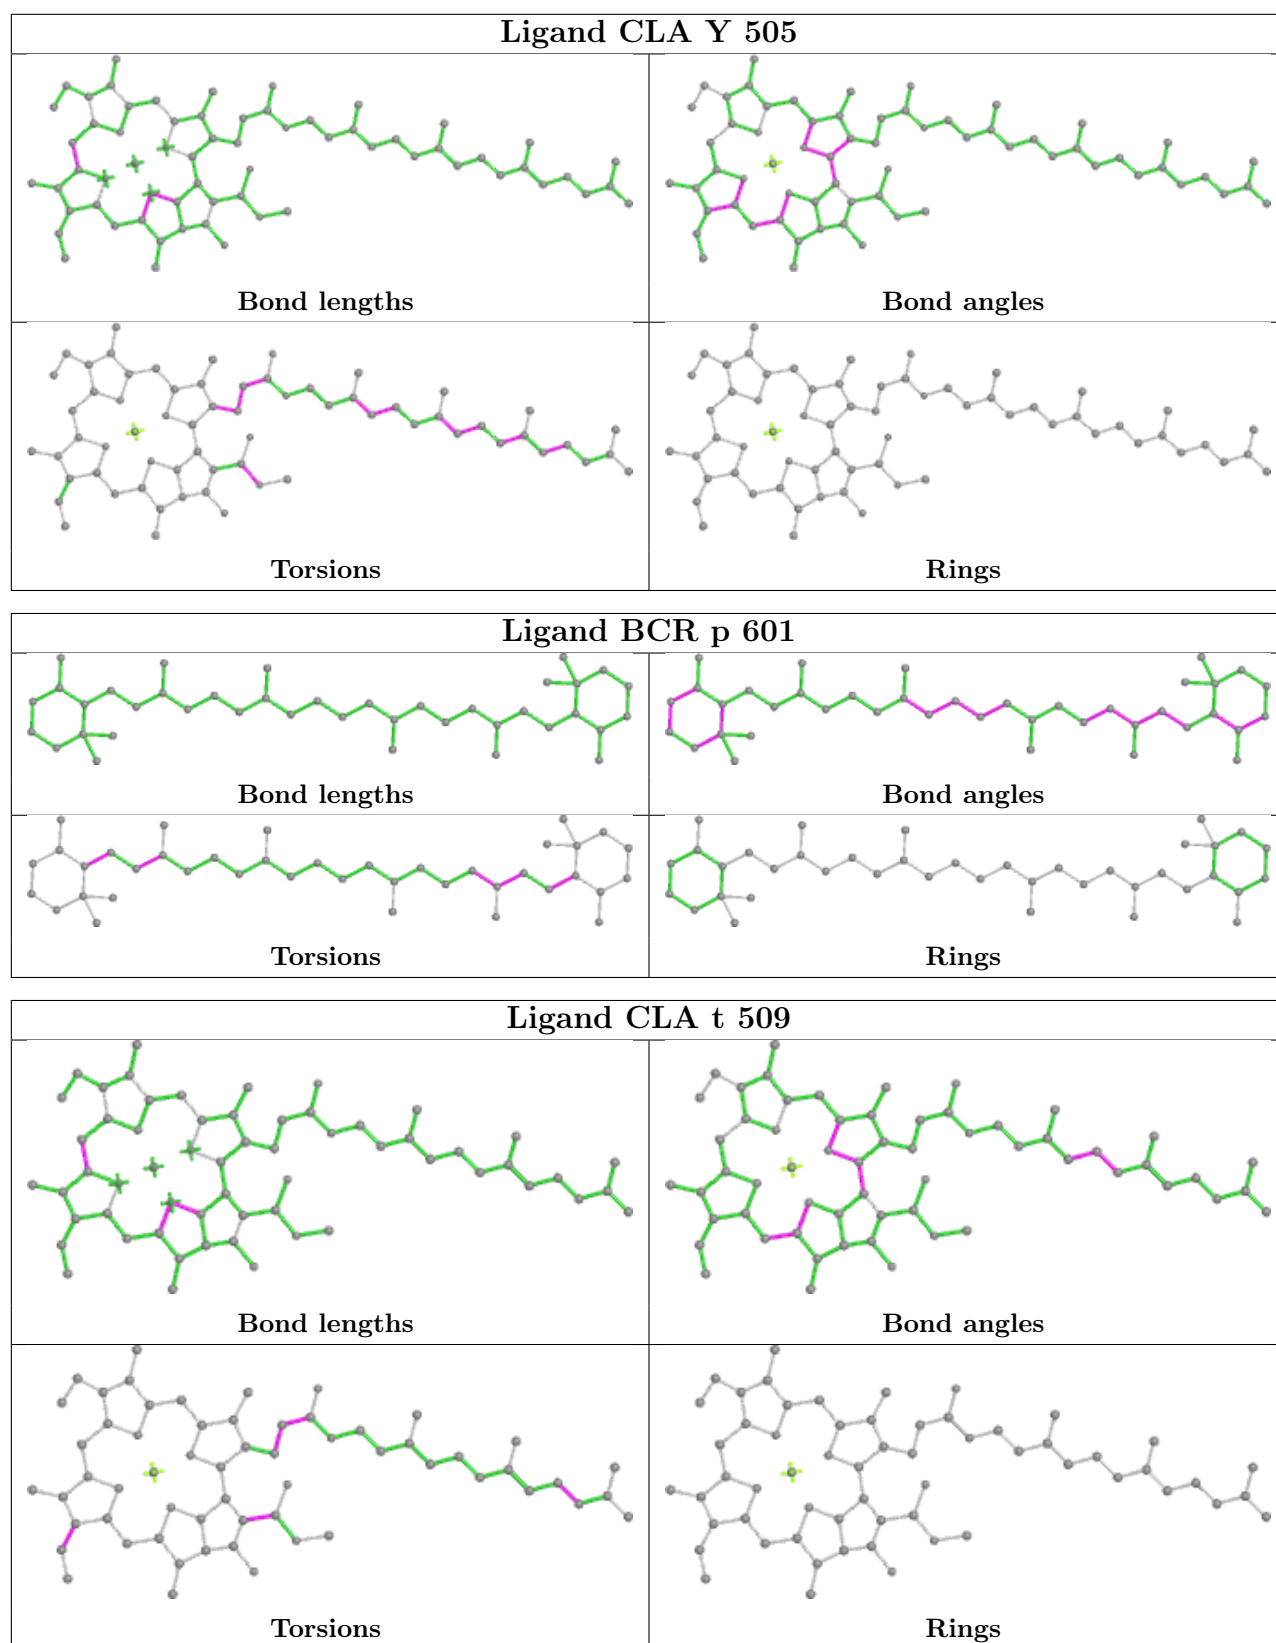 Ligand CLA Y 505
Bond lengths
Bond angles
Torsions
Rings
Ligand BCR p 601
Bond lengths
Bond angles
Torsions
Rings
Ligand CLA t 509
Bond lengths
Bond angles
Torsions
Rings